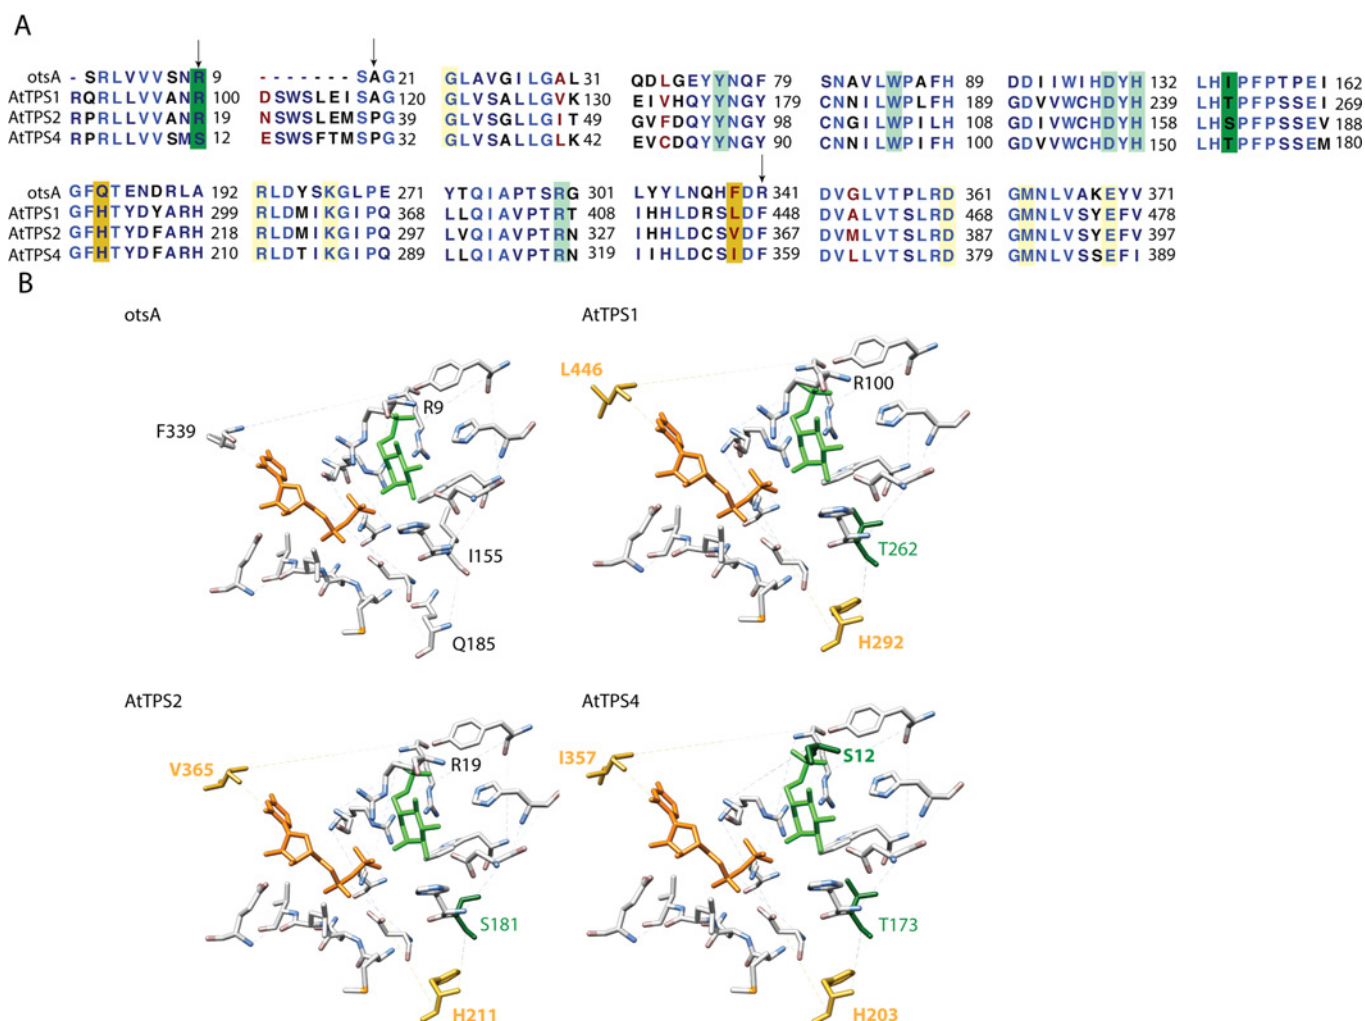 A
otsA - SRLVVVSNR 9 - - - - - - - SAG 21 GLAVGILGAL 31 QDLGEYYNQF 79 SNAVLWPAFH 89 DDIIWIHDYH 132 LHIPFPTPEI 162
AtTPS1 RQRLLVVANR 100 DSWSLEISAG 120 GLVSALLGVK 130 EIVHQYYNGY 179 CNNILWPLFH 189 GDVVWCHDYH 239 LHTPFPSSEI 269
AtTPS2 RPRLLVVANR 19 NSWSLEMSPG 39 GLVSGLLGIT 49 GVFDQYYNGY 98 CNGILWPLLH 108 GDIVWCHDYH 158 LHSPFPSSEV 188
AtTPS4 RPRLLVVSMS 12 ESWSFTMSPG 32 GLVSALLGLK 42 EVCDQYYNGY 90 CNNILWPIFH 100 GDVVWCHDYH 150 LHTPFPSSEM 180
otsA GFQTENDRLA 192 RLDYSKGLPE 271 YTQIAPTSRG 301 LYYLNQHFDR 341 DVGLVTPLRD 361 GMNLVAKEYV 371
AtTPS1 GFHTYDYARH 299 RLDMIKGIPQ 368 LLQIAVPTRT 408 IHHLDRSLDF 448 DVALVTSLRD 468 GMNLVSYEFV 478
AtTPS2 GFHTYDFARH 218 RLDMIKGIPQ 297 LVQIAVPTRN 327 IHHLDCSVDF 367 DVMLVTSLRD 387 GMNLVSYEFV 397
AtTPS4 GFHTYDFARH 210 RLDTIKGIPQ 289 LLQIAVPTRN 319 IIHLDCSIDF 359 DVLLVTSLRD 379 GMNLVSSEFI 389
B
otsA
AtTPS1
R9
F339
I155
Q185
L446
R100
T262
H292
AtTPS2
AtTPS4
V365
R19
S181
H211
I357
S12
T173
H203